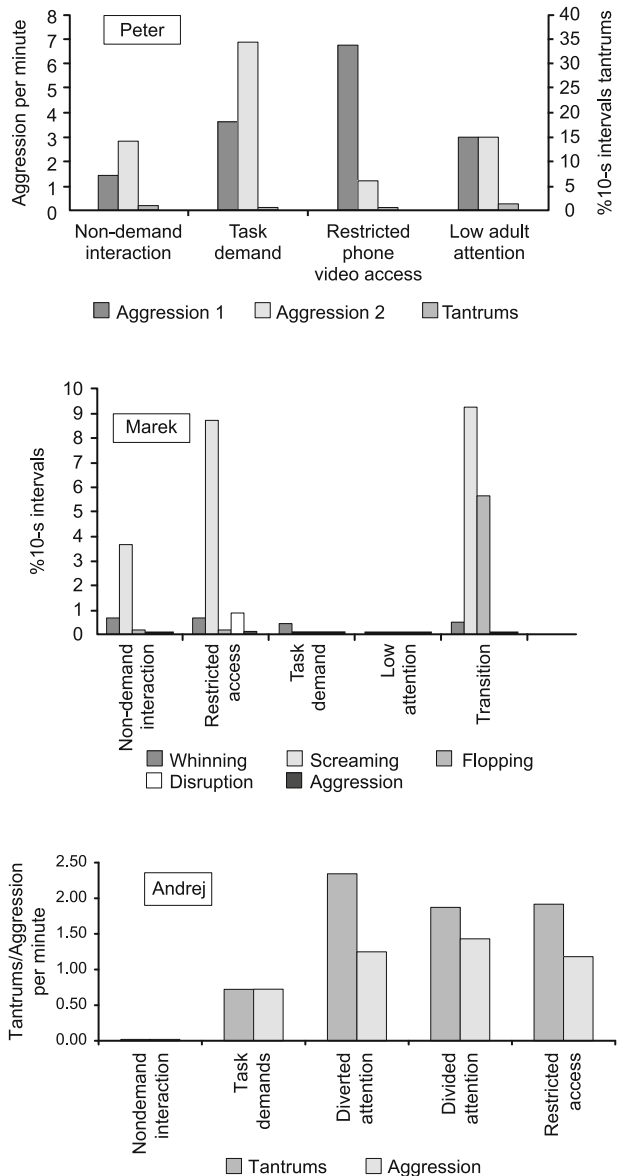 Peter
Aggression per minute
8
7
6
5
4
3
2
1
0
%10-s intervals tantrums
40
35
30
25
20
15
10
5
0
Non-demand
interaction
Task
demand
Restricted
phone
video access
Low adult
attention
Aggression 1
Aggression 2
Tantrums
Marek
%10-s intervals
10
9
8
7
6
5
4
3
2
1
0
Non-demand
interaction
Restricted
access
Task
demand
Low
attention
Transition
Whinning
Screaming
Flopping
Disruption
Aggression
Andrej
Tantrums/Aggression
per minute
2.50
2.00
1.50
1.00
0.50
0.00
Nondemand
interaction
Task
demands
Diverted
attention
Divided
attention
Restricted
access
Tantrums
Aggression